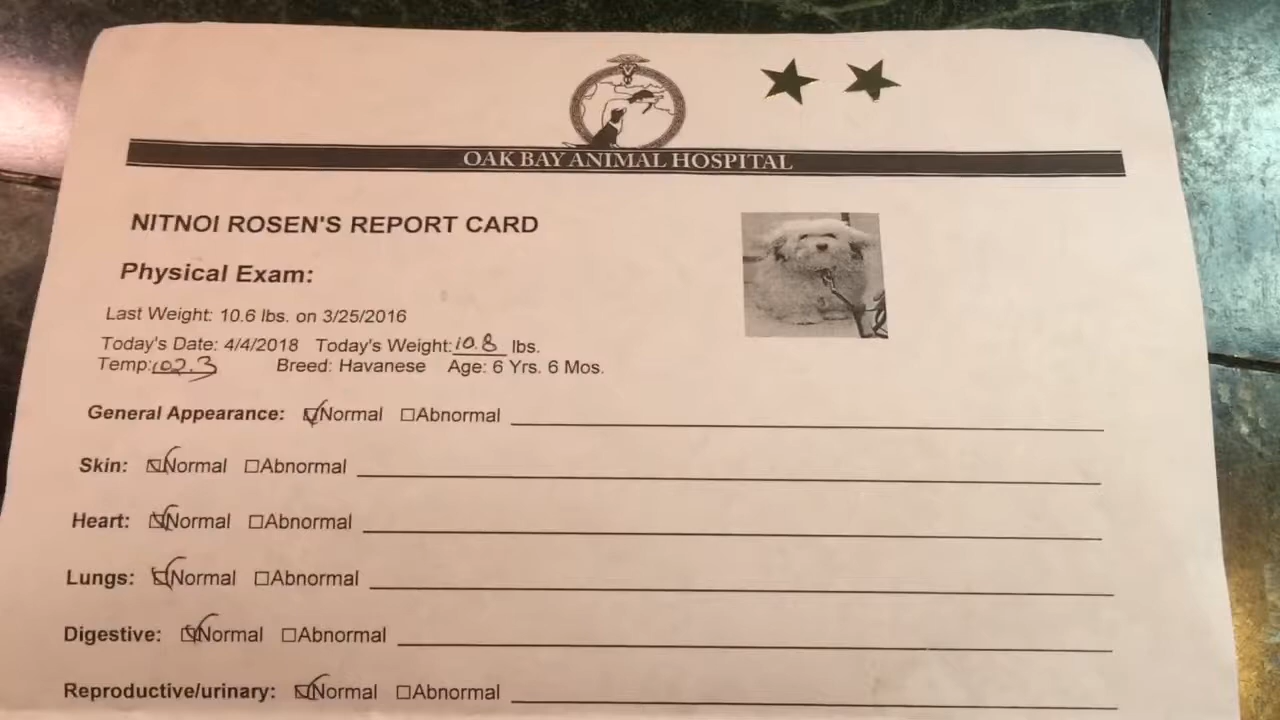 OAK BAY ANIMAL HOSPITAL
NITNOI ROSEN'S REPORT CARD
Physical Exam:
Last Weight: 10.6 lbs. on 3/25/2016
Today's Date: 4/4/2018 Today's Weight: 10.8 lbs.
Temp: 102.3 Breed: Havanese Age: 6 Yrs. 6 Mos.
General Appearance: ☑Normal ☐Abnormal
Skin: ☑Normal ☐Abnormal
Heart: ☑Normal ☐Abnormal
Lungs: ☑Normal ☐Abnormal
Digestive: ☑Normal ☐Abnormal
Reproductive/urinary: ☑Normal ☐Abnormal